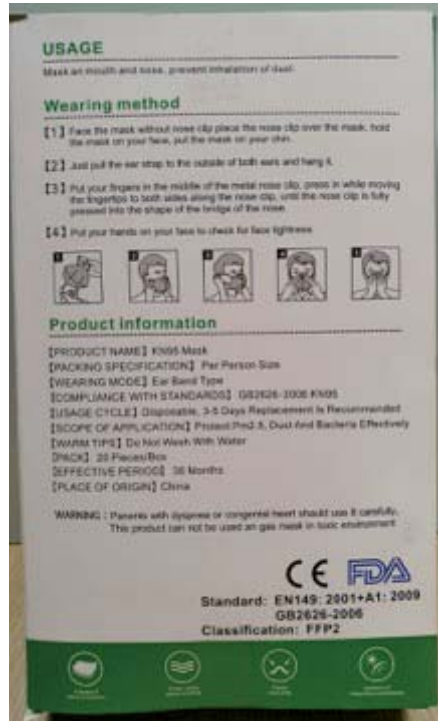 USAGE
Mask on mouth and nose, prevent inhalation of dust.
Wearing method
【1】Face the mask without nose clip place the nose clip over the mask, hold
the mask on your face, put the mask on your chin.
【2】Just pull the ear strap to the outside of both ears and hang it.
【3】Put your fingers in the middle of the metal nose clip, press in while moving
the fingertips to both sides along the nose clip, until the nose clip is fully
pressed into the shape of the bridge of the nose.
【4】Put your hands on your face to check for face tightness
1 2 3 4 5
Product information
【PRODUCT NAME】KN95 Mask
【PACKING SPECIFICATION】Per Person Size
【WEARING MODE】Ear Band Type
【COMPLIANCE WITH STANDARDS】GB2626-2006 KN95
【USAGE CYCLE】Disposable, 3-5 Days Replacement Is Recommended
【SCOPE OF APPLICATION】Protect Pm2.5, Dust And Bacteria Effectively
【WARM TIPS】Do Not Wash With Water
【PACK】20 Pieces/Box
【EFFECTIVE PERIOD】36 Months
【PLACE OF ORIGIN】China
WARNING : Parents with dyspnea or congenital heart should use it carefully.
This product can not be used an gas mask in toxic environment
CE FDA
Standard: EN149: 2001+A1: 2009
GB2626-2006
Classification: FFP2